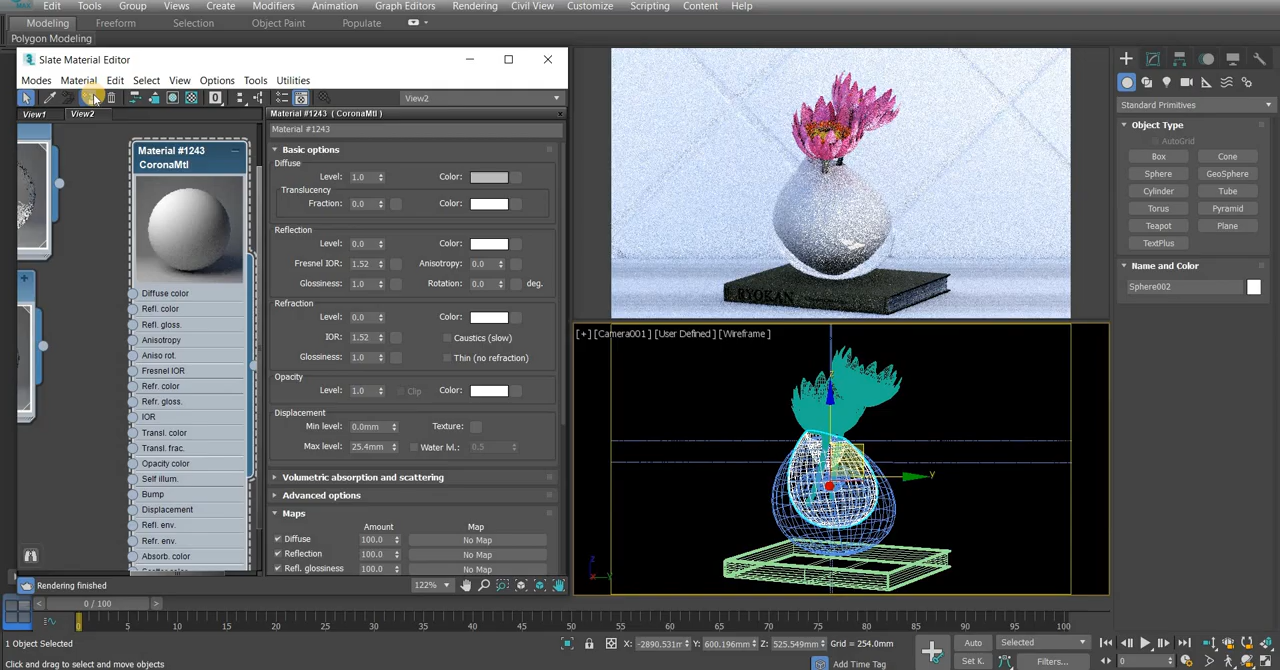 Edit Tools Group Views Create Modifiers Animation Graph Editors Rendering Civil View Customize Scripting Content Help
Modeling Freeform Selection Object Paint Populate
Polygon Modeling
3 Slate Material Editor
Modes Material Edit Select View Options Tools Utilities
View2
View1 View2
Material #1243
CoronaMtl
Diffuse color
Refl. color
Refl. gloss.
Anisotropy
Aniso rot.
Fresnel IOR
Refr. color
Refr. gloss.
IOR
Transl. color
Transl. frac.
Opacity color
Self illum.
Bump
Displacement
Refl. env.
Refr. env.
Absorb. color
Material #1243 ( CoronaMtl )
Material #1243
Basic options
Diffuse
Level: 1.0 Color:
Translucency
Fraction: 0.0 Color:
Reflection
Level: 0.0 Color:
Fresnel IOR: 1.52 Anisotropy: 0.0
Glossiness: 1.0 Rotation: 0.0 deg.
Refraction
Level: 0.0 Color:
IOR: 1.52 Caustics (slow)
Glossiness: 1.0 Thin (no refraction)
Opacity
Level: 1.0 Clip Color:
Displacement
Min level: 0.0mm Texture:
Max level: 25.4mm Water lvl.: 0.5
Volumetric absorption and scattering
Advanced options
Maps
Amount Map
Diffuse 100.0 No Map
Reflection 100.0 No Map
Refl. glossiness 100.0 No Map
Rendering finished 122%
RYOKAN
[+] [Camera001] [User Defined] [Wireframe]
z
y
Z
Y
Standard Primitives
Object Type
AutoGrid
Box Cone
Sphere GeoSphere
Cylinder Tube
Torus Pyramid
Teapot Plane
TextPlus
Name and Color
Sphere002
< 0 / 100 >
0 5 10 15 20 25 30 35 40 45 50 55 60 65 70 75 80 85 90 95 100
1 Object Selected X: -2890.531m Y: 600.196mm Z: 525.549mm Grid = 254.0mm Auto Selected
Click and drag to select and move objects Add Time Tag Set K. Filters... 0